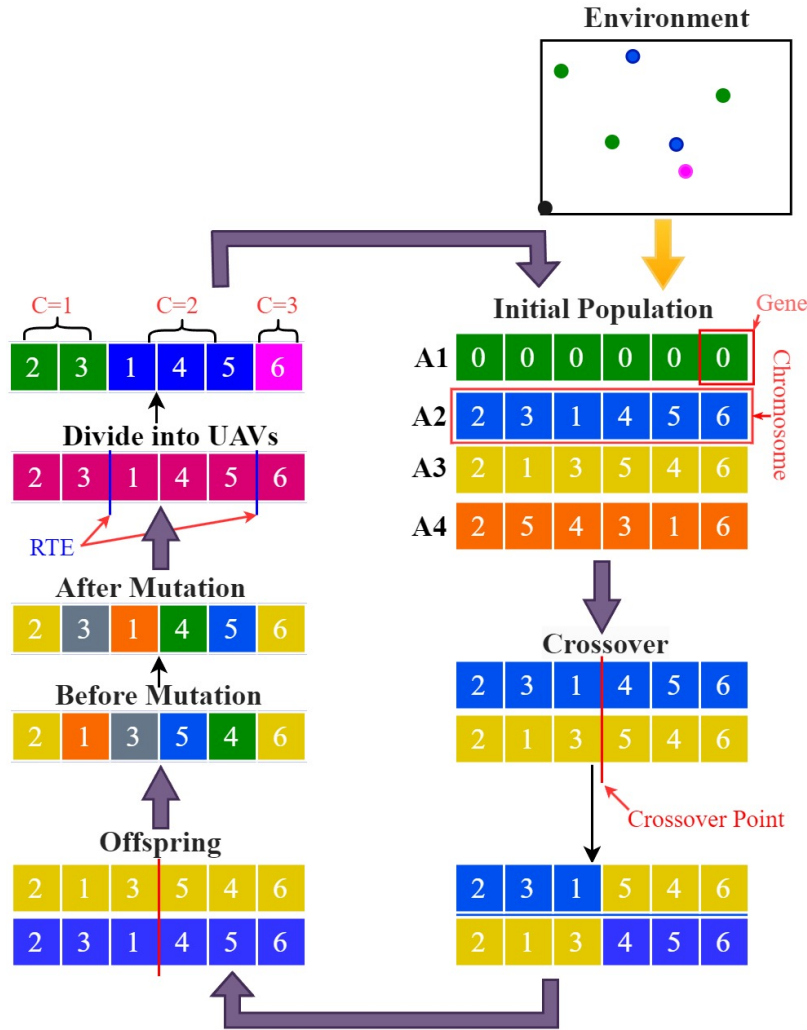 Environment
C=1 C=2 C=3
2 3 1 4 5 6
Divide into UAVs
2 3 1 4 5 6
RTE
After Mutation
2 3 1 4 5 6
Before Mutation
2 1 3 5 4 6
Offspring
2 1 3 5 4 6
2 3 1 4 5 6
Initial Population
Gene
A1 0 0 0 0 0 0
A2 2 3 1 4 5 6
A3 2 1 3 5 4 6
A4 2 5 4 3 1 6
Chromosome
Crossover
2 3 1 4 5 6
2 1 3 5 4 6
Crossover Point
2 3 1 5 4 6
2 1 3 4 5 6